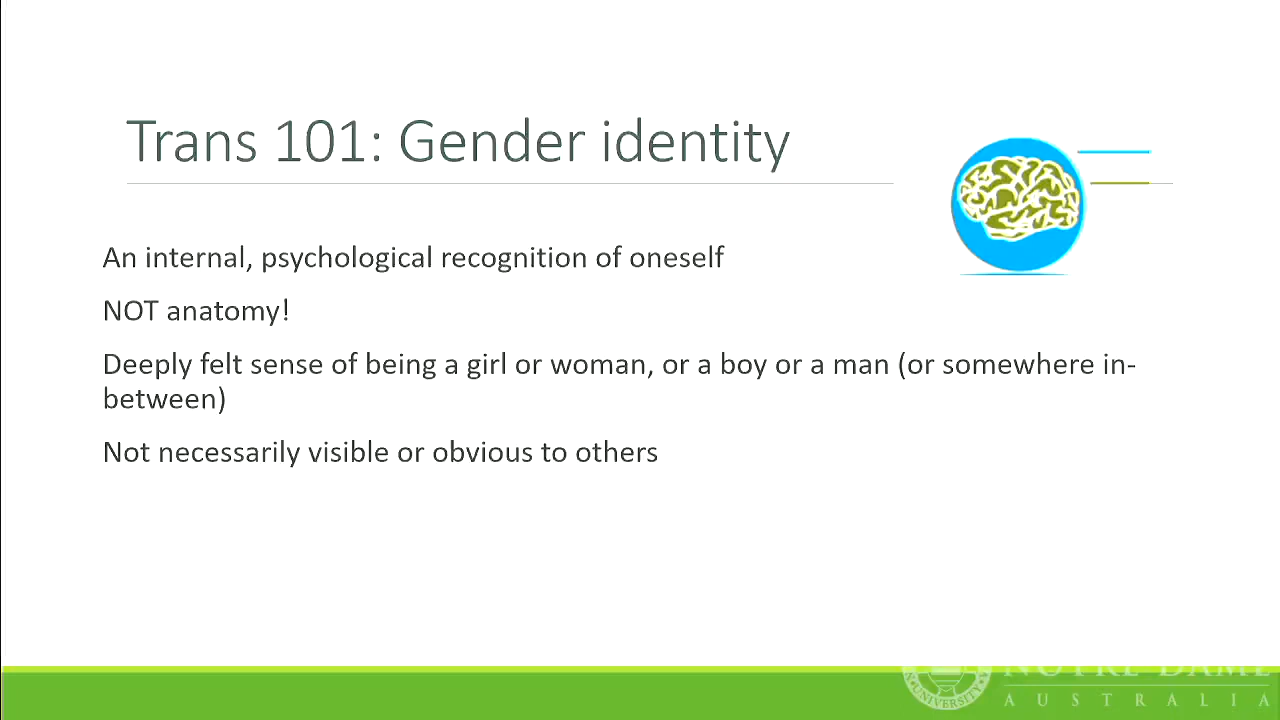 Trans 101: Gender identity
An internal, psychological recognition of oneself
NOT anatomy!
Deeply felt sense of being a girl or woman, or a boy or a man (or somewhere in-
between)
Not necessarily visible or obvious to others
NOTRE DAME
UNIVERSITY
AUSTRALIA